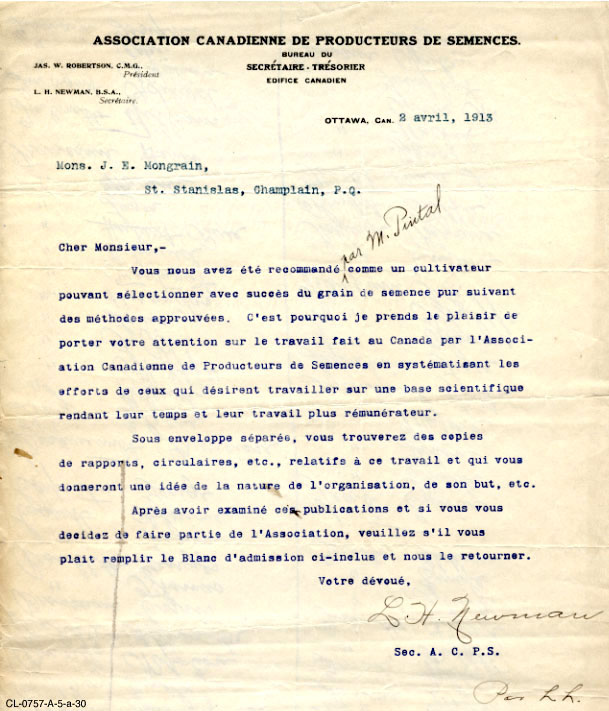 ASSOCIATION CANADIENNE DE PRODUCTEURS DE SEMENCES.
BUREAU DU
SECRÉTAIRE-TRÉSORIER
EDIFICE CANADIEN
JAS. W. ROBERTSON, C.M.G.,
Président
L. H. NEWMAN, B.S.A.,
Secrétaire.
OTTAWA, CAN. 2 avril, 1913
Mons. J. E. Mongrain,
St. Stanislas, Champlain, P.Q.
par M. Pintal
Cher Monsieur,-
Vous nous avez été recommandé comme un cultivateur
pouvant sélectionner avec succès du grain de semence pur suivant
des méthodes approuvées. C'est pourquoi je prends le plaisir de
porter votre attention sur le travail fait au Canada par l'Associ-
ation Canadienne de Producteurs de Semences en systématisant les
efforts de ceux qui désirent travailler sur une base scientifique
rendant leur temps et leur travail plus rémunérateur.
Sous enveloppe séparée, vous trouverez des copies
de rapports, circulaires, etc., relatifs à ce travail et qui vous
donneront une idée de la nature de l'organisation, de son but, etc.
Après avoir examiné ces publications et si vous vous
decidez de faire partie de l'Association, veuillez s'il vous
plait remplir le Blanc d'admission ci-inclus et nous le retourner.
Votre dévoué,
L. H. Newman
Sec. A. C. P. S.
Par
CL-0757-A-5-a-30